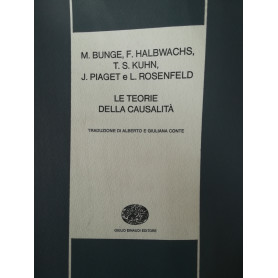 M. BUNGE, F. HALBWACHS,
T. S. KUHN,
J. PIAGET e L. ROSENFELD
LE TEORIE
DELLA CAUSALITÀ
TRADUZIONE DI ALBERTO E GIULIANA CONTE
GIULIO EINAUDI EDITORE